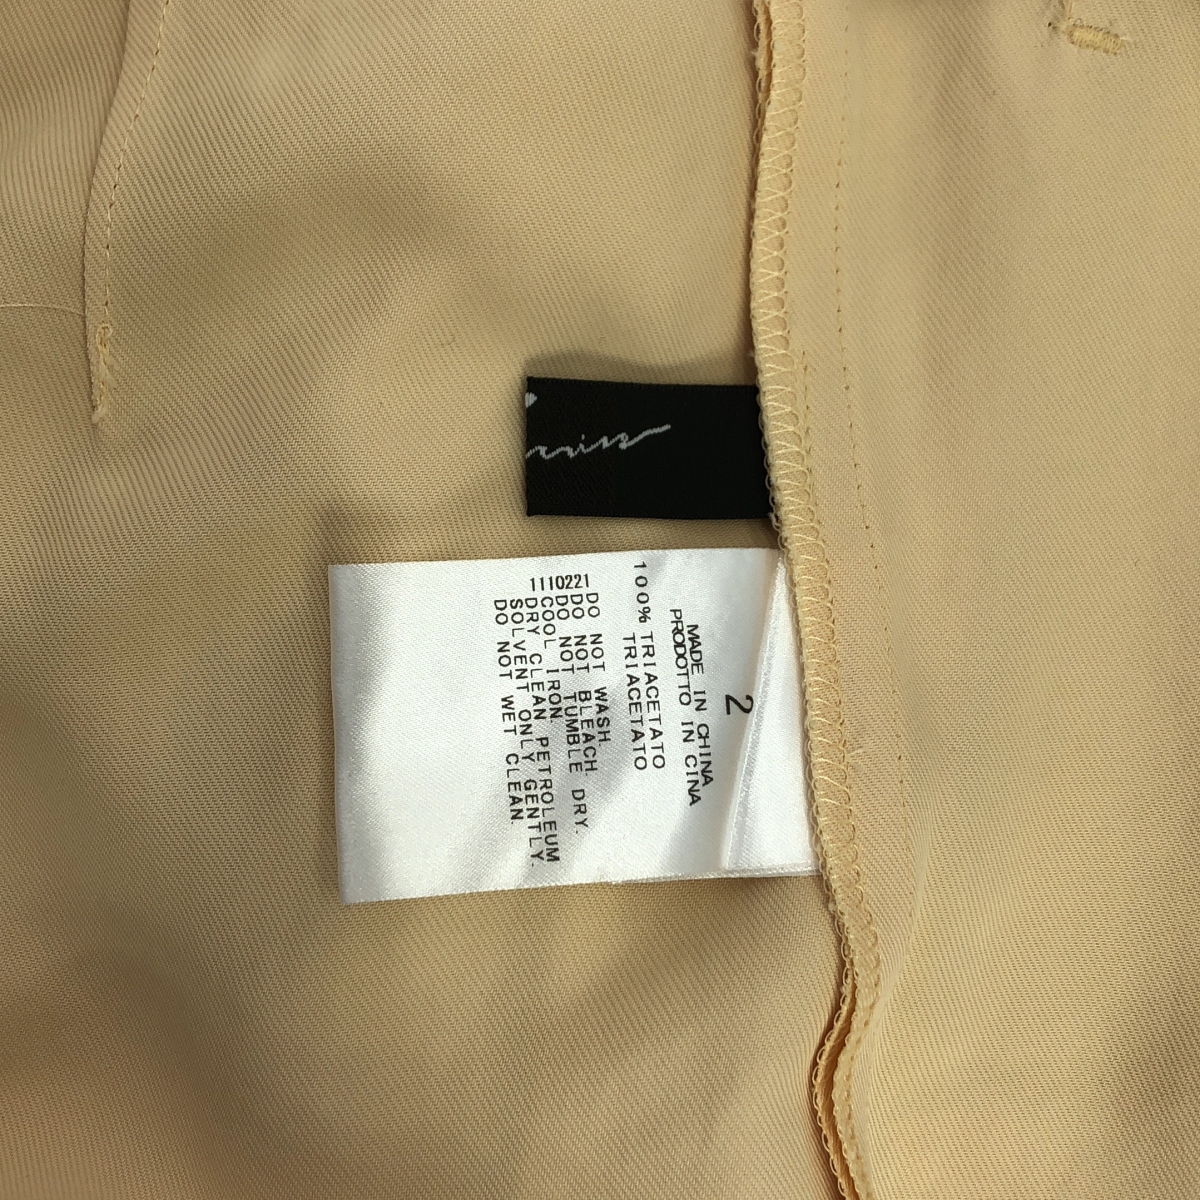 2
MADE IN CHINA
PRODOTTO IN CINA
100% TRIACETATO
TRIACETATO
1110221
DO NOT WASH.
DO NOT BLEACH.
DO NOT TUMBLE DRY.
COOL IRON.
DRY CLEAN PETROLEUM
SOLVENT ONLY GENTLY.
DO NOT WET CLEAN.